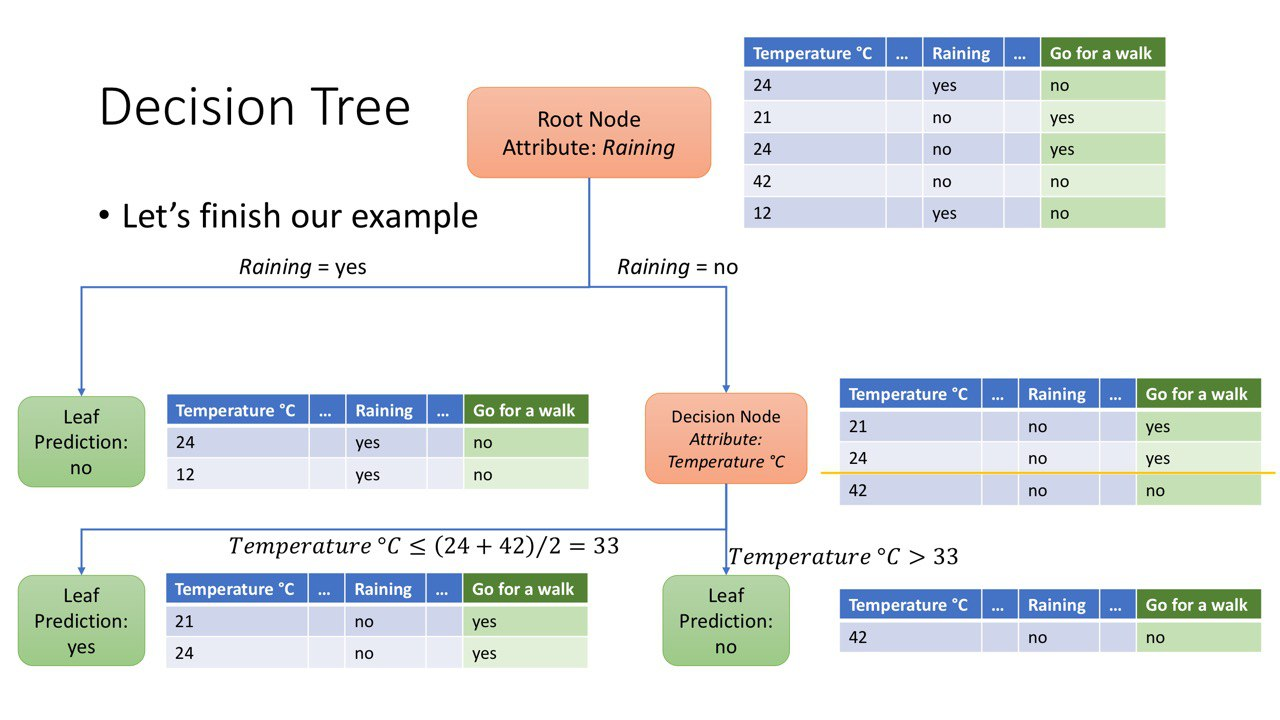 Decision Tree
• Let's finish our example
Root Node
Attribute: Raining
Temperature °C ... Raining ... Go for a walk
24 yes no
21 no yes
24 no yes
42 no no
12 yes no
Raining = yes
Raining = no
Leaf
Prediction:
no
Temperature °C ... Raining ... Go for a walk
24 yes no
12 yes no
Decision Node
Attribute:
Temperature °C
Temperature °C ... Raining ... Go for a walk
21 no yes
24 no yes
42 no no
Temperature °C ≤ (24 + 42)/2 = 33
Temperature °C > 33
Leaf
Prediction:
yes
Temperature °C ... Raining ... Go for a walk
21 no yes
24 no yes
Leaf
Prediction:
no
Temperature °C ... Raining ... Go for a walk
42 no no